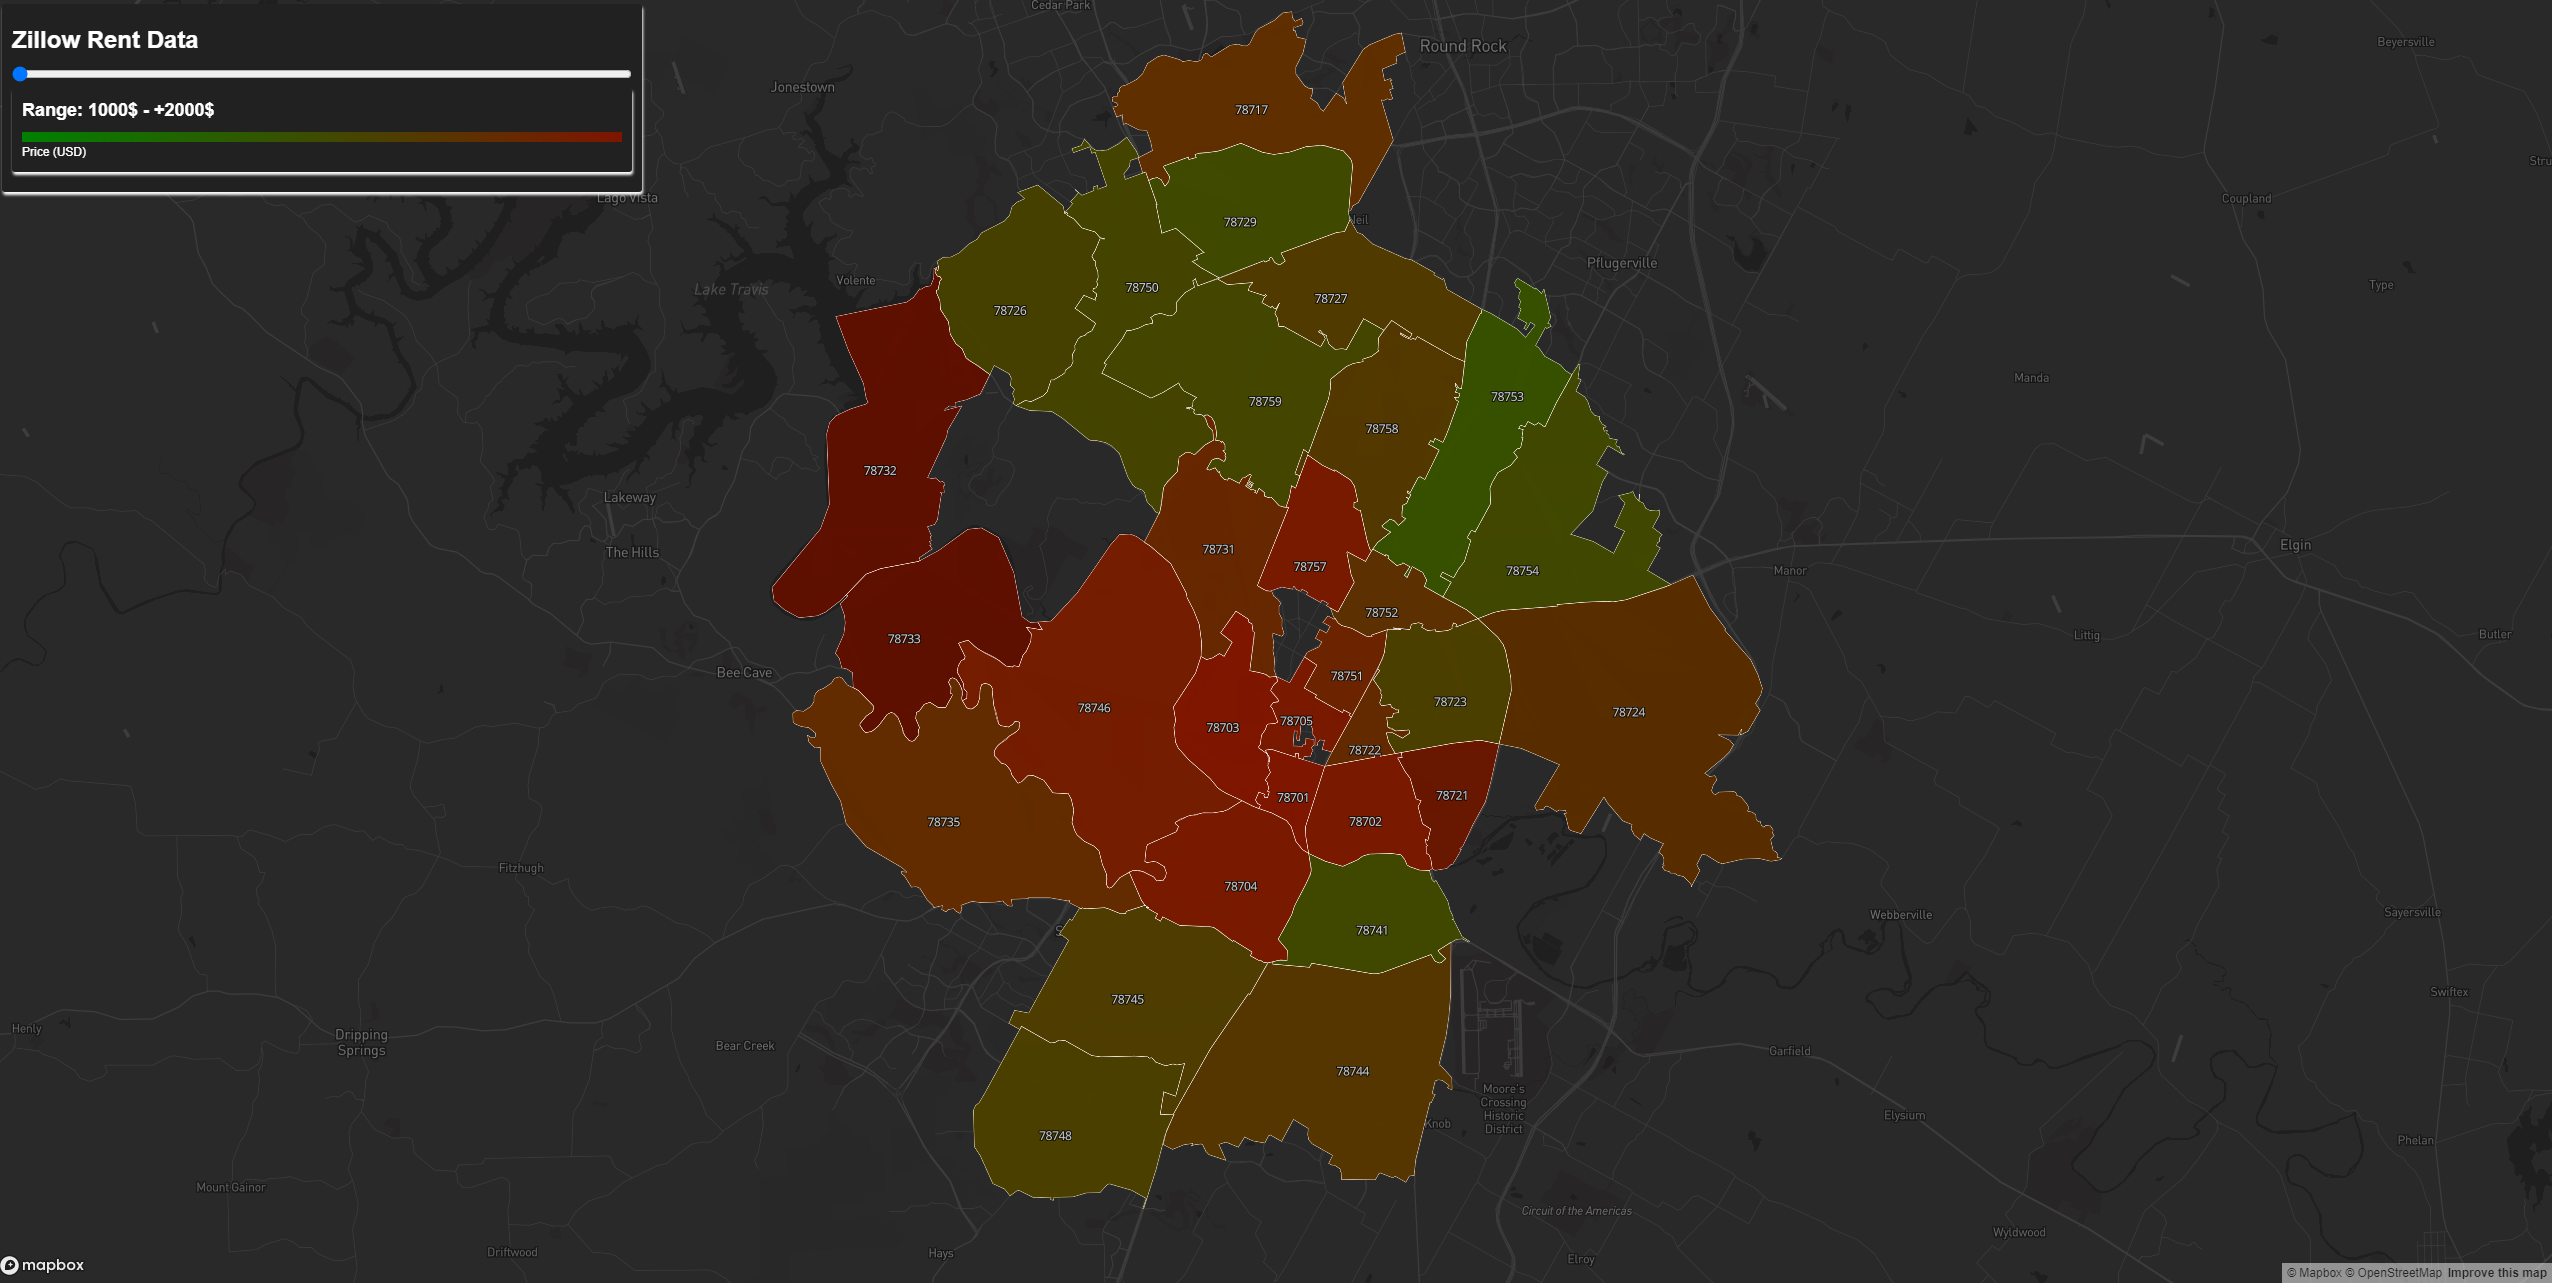 Zillow Rent Data
Range: 1000$ - +2000$
Price (USD)
Cedar Park
Round Rock
Beyersville
Jonestown
78717
Coupland
Lago Vista
78729
Pflugerville
Volente
Lake Travis
78750
Type
78727
78726
Manda
78753
78759
78758
78732
Lakeway
The Hills
78731
Elgin
78757
78754
Manor
78752
Littig
Butler
78733
Bee Cave
78751
78723
78746
78724
78705
78703
78722
78701
78721
78735
78702
Fitzhugh
78704
Webberville
Sayersville
78741
Swiftex
78745
Henly
Dripping
Springs
Bear Creek
Garfield
78744
Moore's
Crossing
Historic
District
Elysium
Knob
78748
Phelan
Mount Gainor
Circuit of the Americas
Wyldwood
Driftwood
Hays
Elroy
mapbox
© Mapbox © OpenStreetMap Improve this map